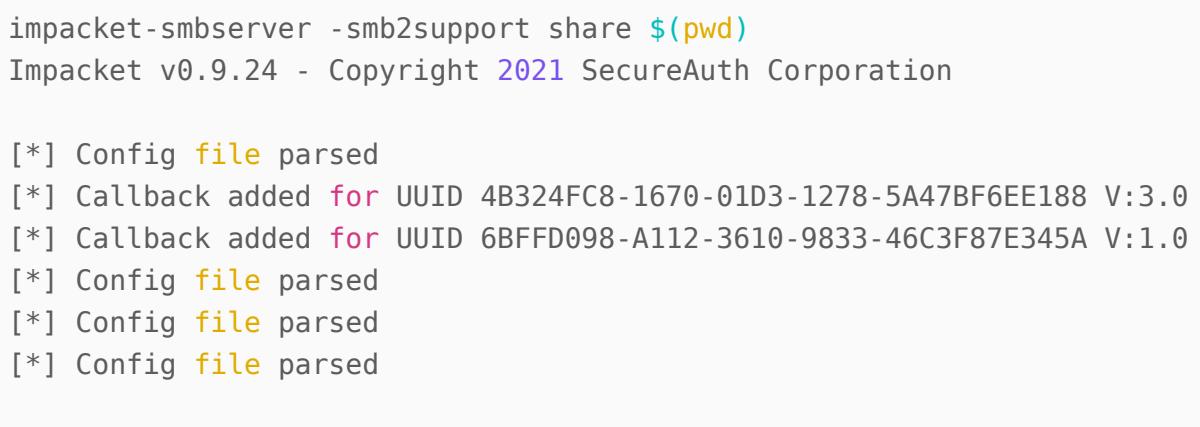 impacket-smbserver -smb2support share $(pwd)
Impacket v0.9.24 - Copyright 2021 SecureAuth Corporation
[*] Config file parsed
[*] Callback added for UUID 4B324FC8-1670-01D3-1278-5A47BF6EE188 V:3.0
[*] Callback added for UUID 6BFFD098-A112-3610-9833-46C3F87E345A V:1.0
[*] Config file parsed
[*] Config file parsed
[*] Config file parsed